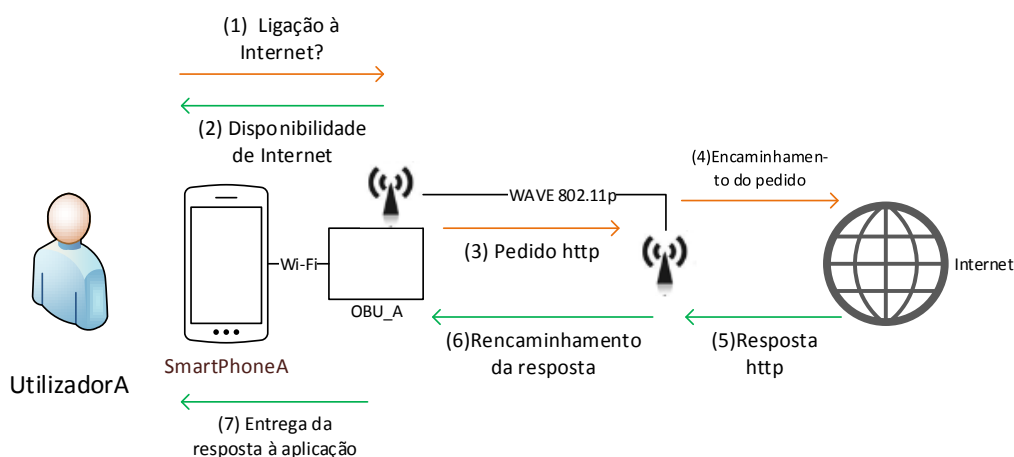 (1) Ligação à
Internet?
(2) Disponibilidade
de Internet
(4)Encaminhamen-
to do pedido
WAVE 802.11p
(3) Pedido http
Wi-Fi
Internet
OBU_A
(6)Rencaminhamento
da resposta
(5)Resposta
http
SmartPhoneA
UtilizadorA
(7) Entrega da
resposta à aplicação